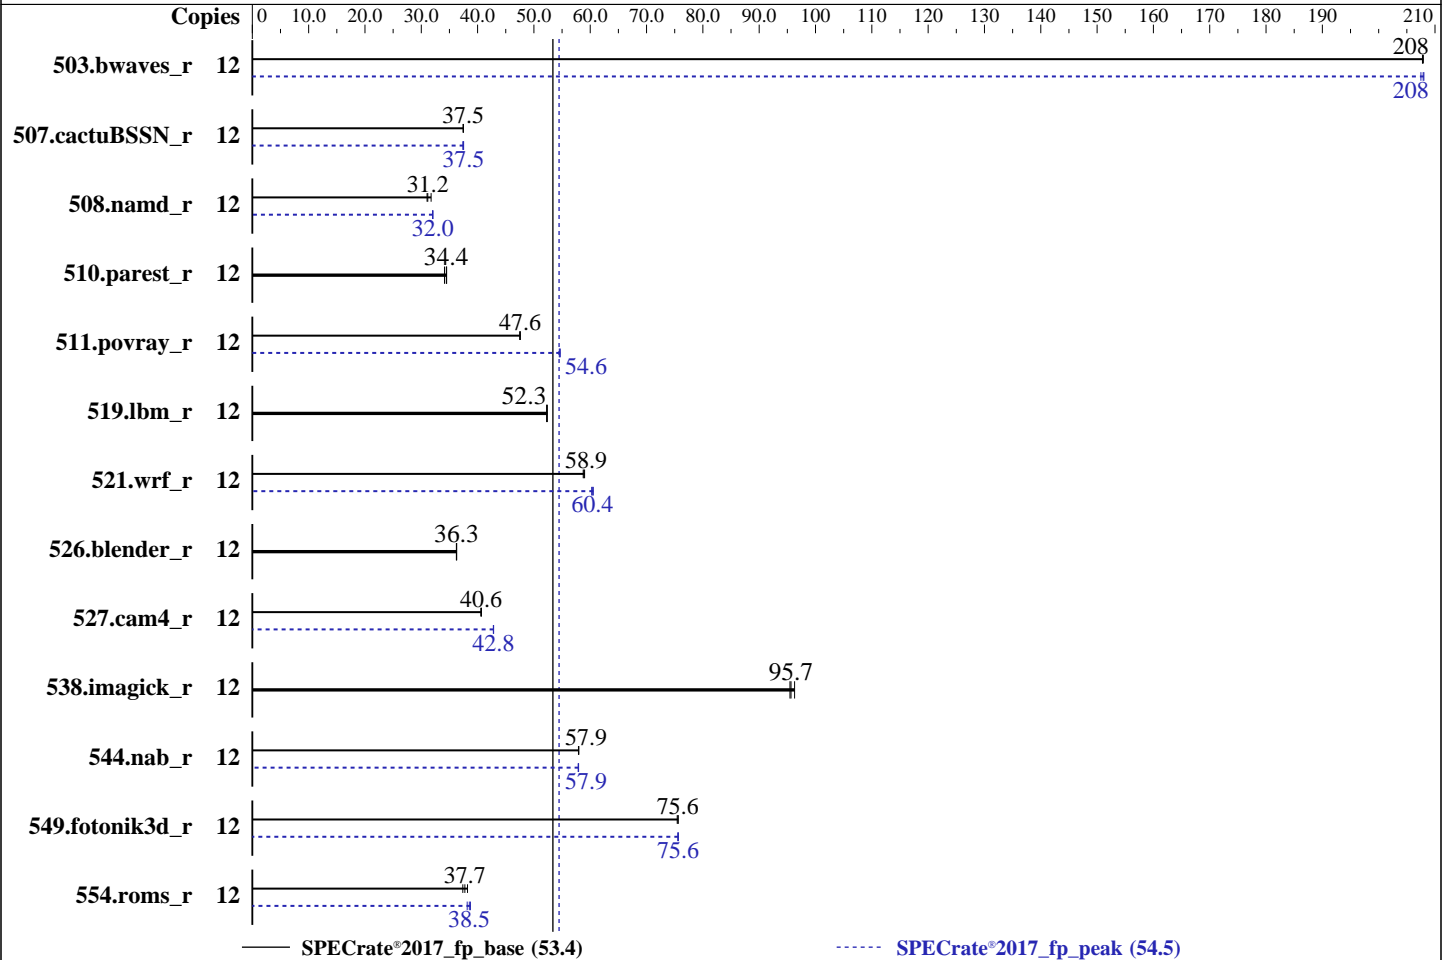 Copies 0 10.0 20.0 30.0 40.0 50.0 60.0 70.0 80.0 90.0 100 110 120 130 140 150 160 170 180 190 210
503.bwaves_r 12 208
208
507.cactuBSSN_r 12 37.5
37.5
508.namd_r 12 31.2
32.0
510.parest_r 12 34.4
511.povray_r 12 47.6
54.6
519.lbm_r 12 52.3
521.wrf_r 12 58.9
60.4
526.blender_r 12 36.3
527.cam4_r 12 40.6
42.8
538.imagick_r 12 95.7
544.nab_r 12 57.9
57.9
549.fotonik3d_r 12 75.6
75.6
554.roms_r 12 37.7
38.5
SPECrate®2017_fp_base (53.4) SPECrate®2017_fp_peak (54.5)